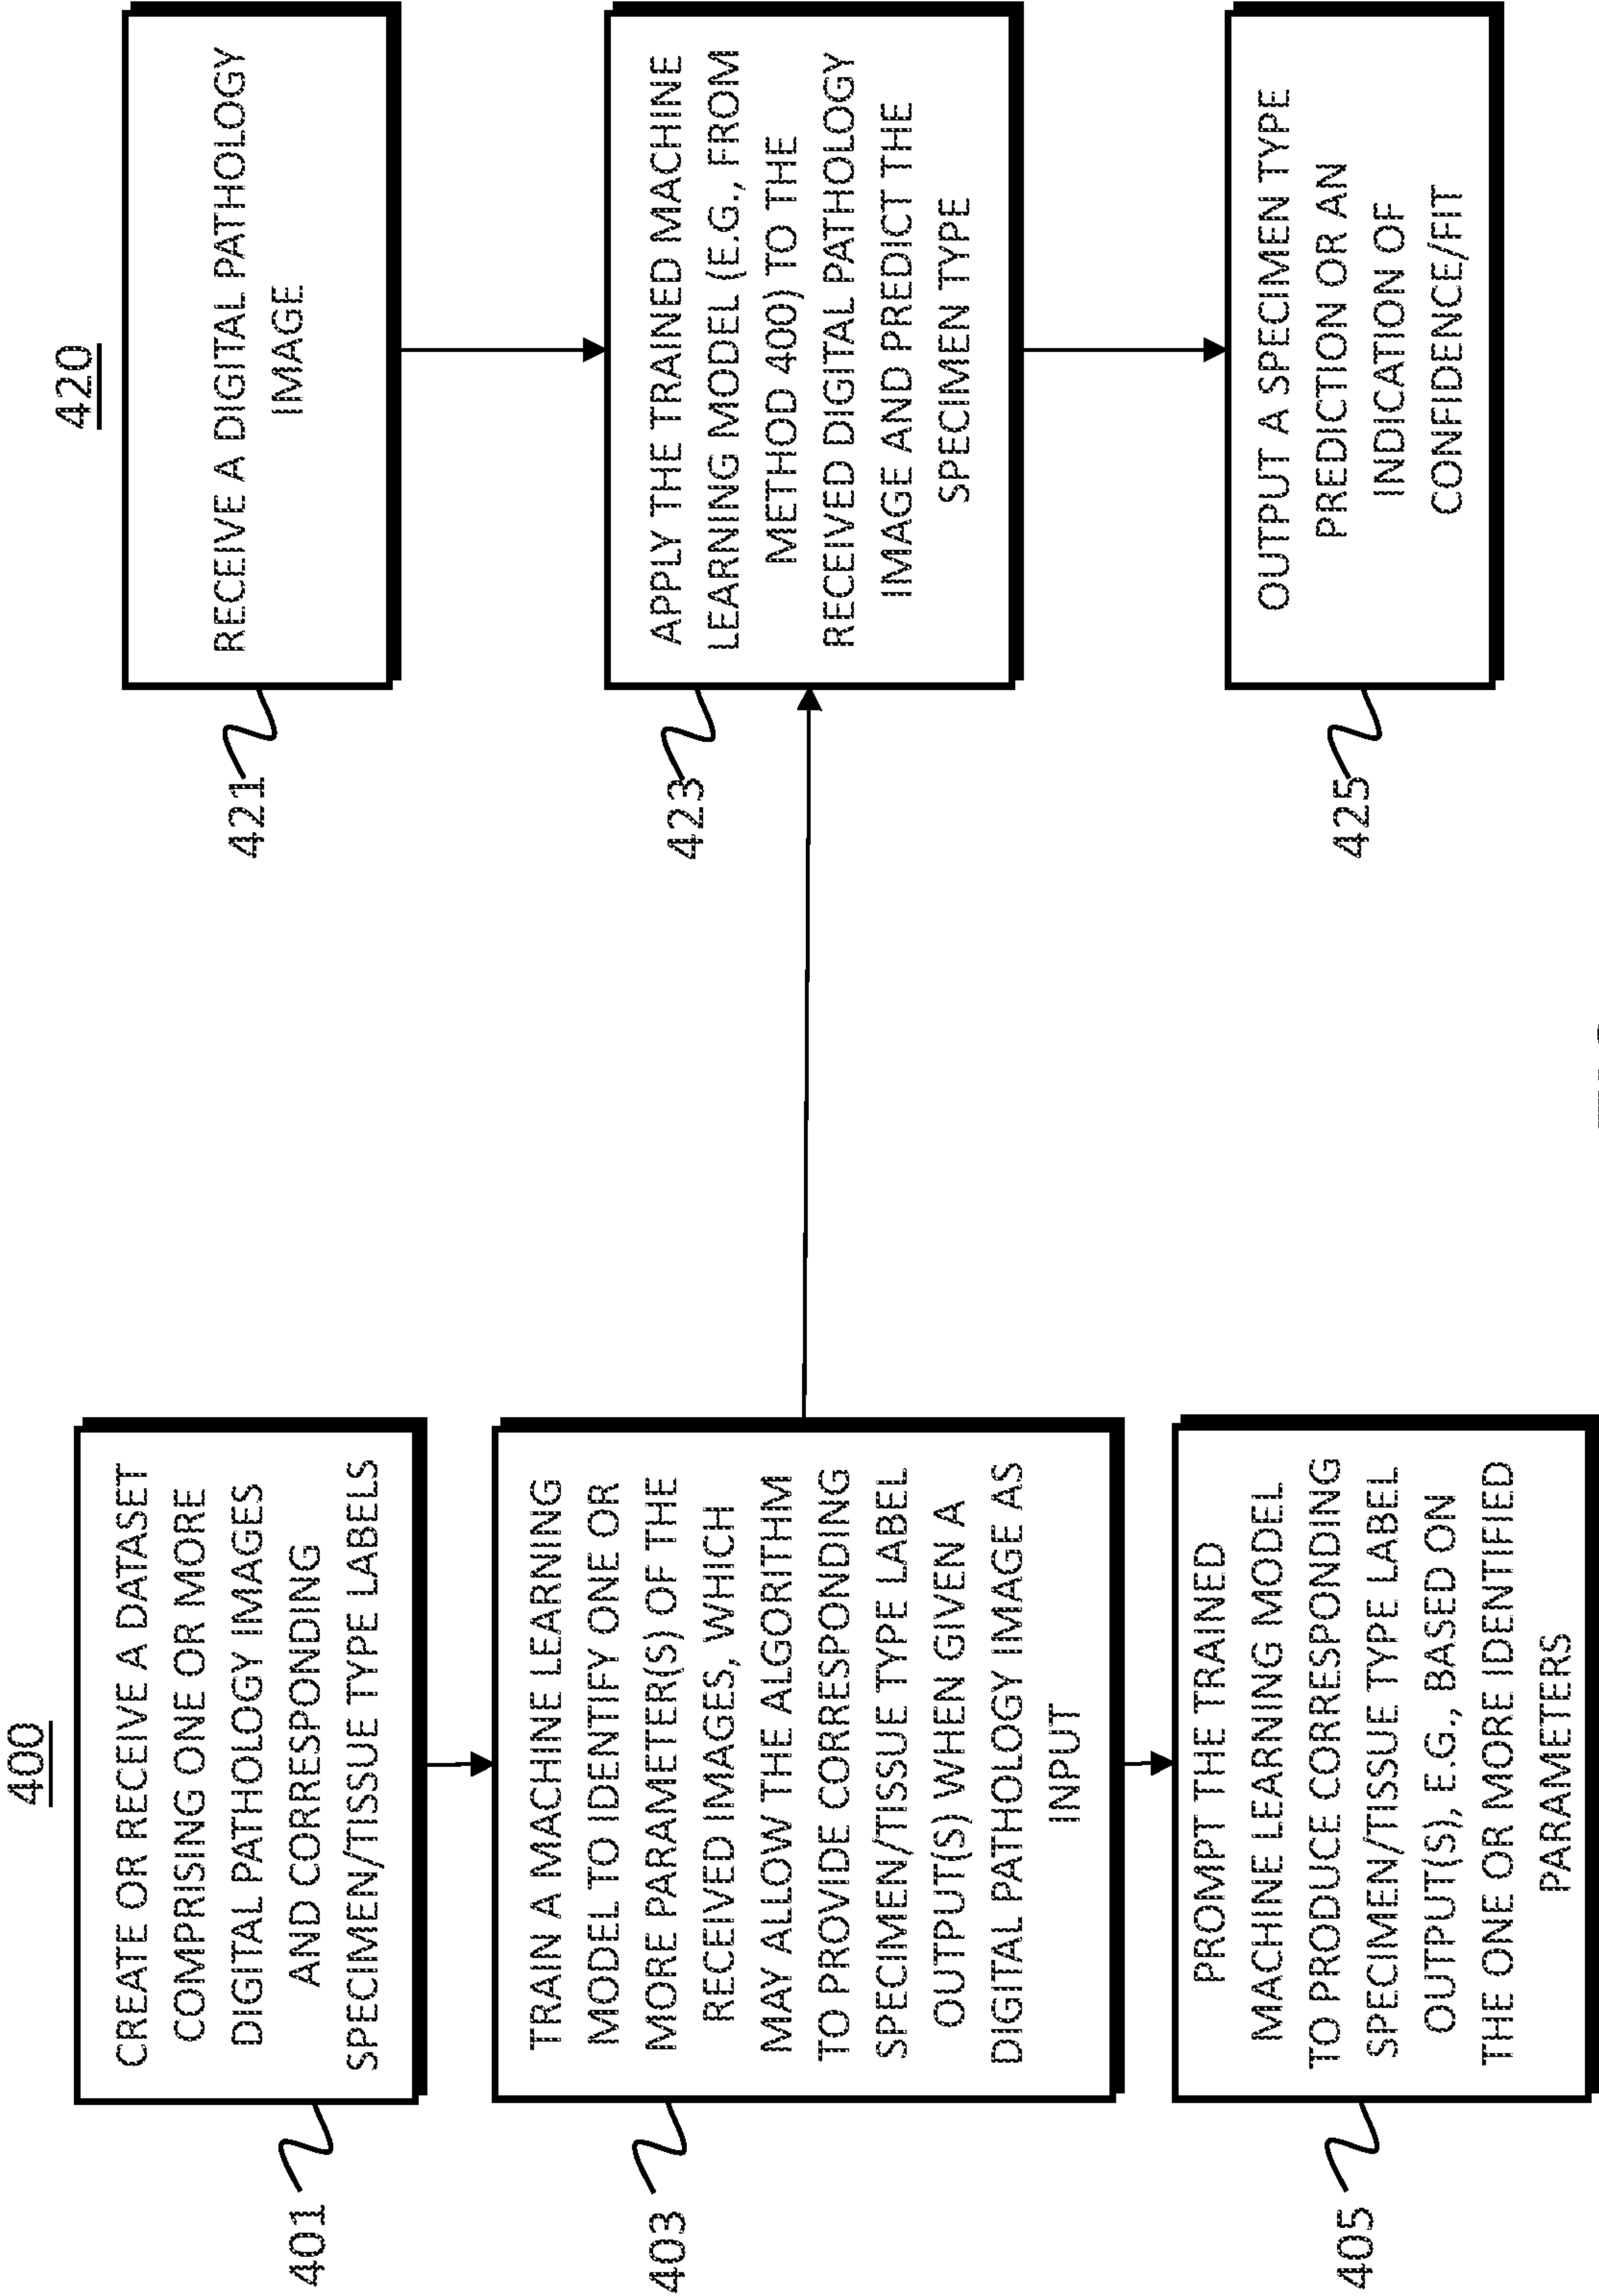 400
401
CREATE OR RECEIVE A DATASET
COMPRISING ONE OR MORE
DIGITAL PATHOLOGY IMAGES
AND CORRESPONDING
SPECIMEN/TISSUE TYPE LABELS
403
TRAIN A MACHINE LEARNING
MODEL TO IDENTIFY ONE OR
MORE PARAMETER(S) OF THE
RECEIVED IMAGES, WHICH
MAY ALLOW THE ALGORITHM
TO PROVIDE CORRESPONDING
SPECIMEN/TISSUE TYPE LABEL
OUTPUT(S) WHEN GIVEN A
DIGITAL PATHOLOGY IMAGE AS
INPUT
405
PROMPT THE TRAINED
MACHINE LEARNING MODEL
TO PRODUCE CORRESPONDING
SPECIMEN/TISSUE TYPE LABEL
OUTPUT(S), E.G., BASED ON
THE ONE OR MORE IDENTIFIED
PARAMETERS
420
421
RECEIVE A DIGITAL PATHOLOGY
IMAGE
423
APPLY THE TRAINED MACHINE
LEARNING MODEL (E.G., FROM
METHOD 400) TO THE
RECEIVED DIGITAL PATHOLOGY
IMAGE AND PREDICT THE
SPECIMEN TYPE
425
OUTPUT A SPECIMEN TYPE
PREDICTION OR AN
INDICATION OF
CONFIDENCE/FIT